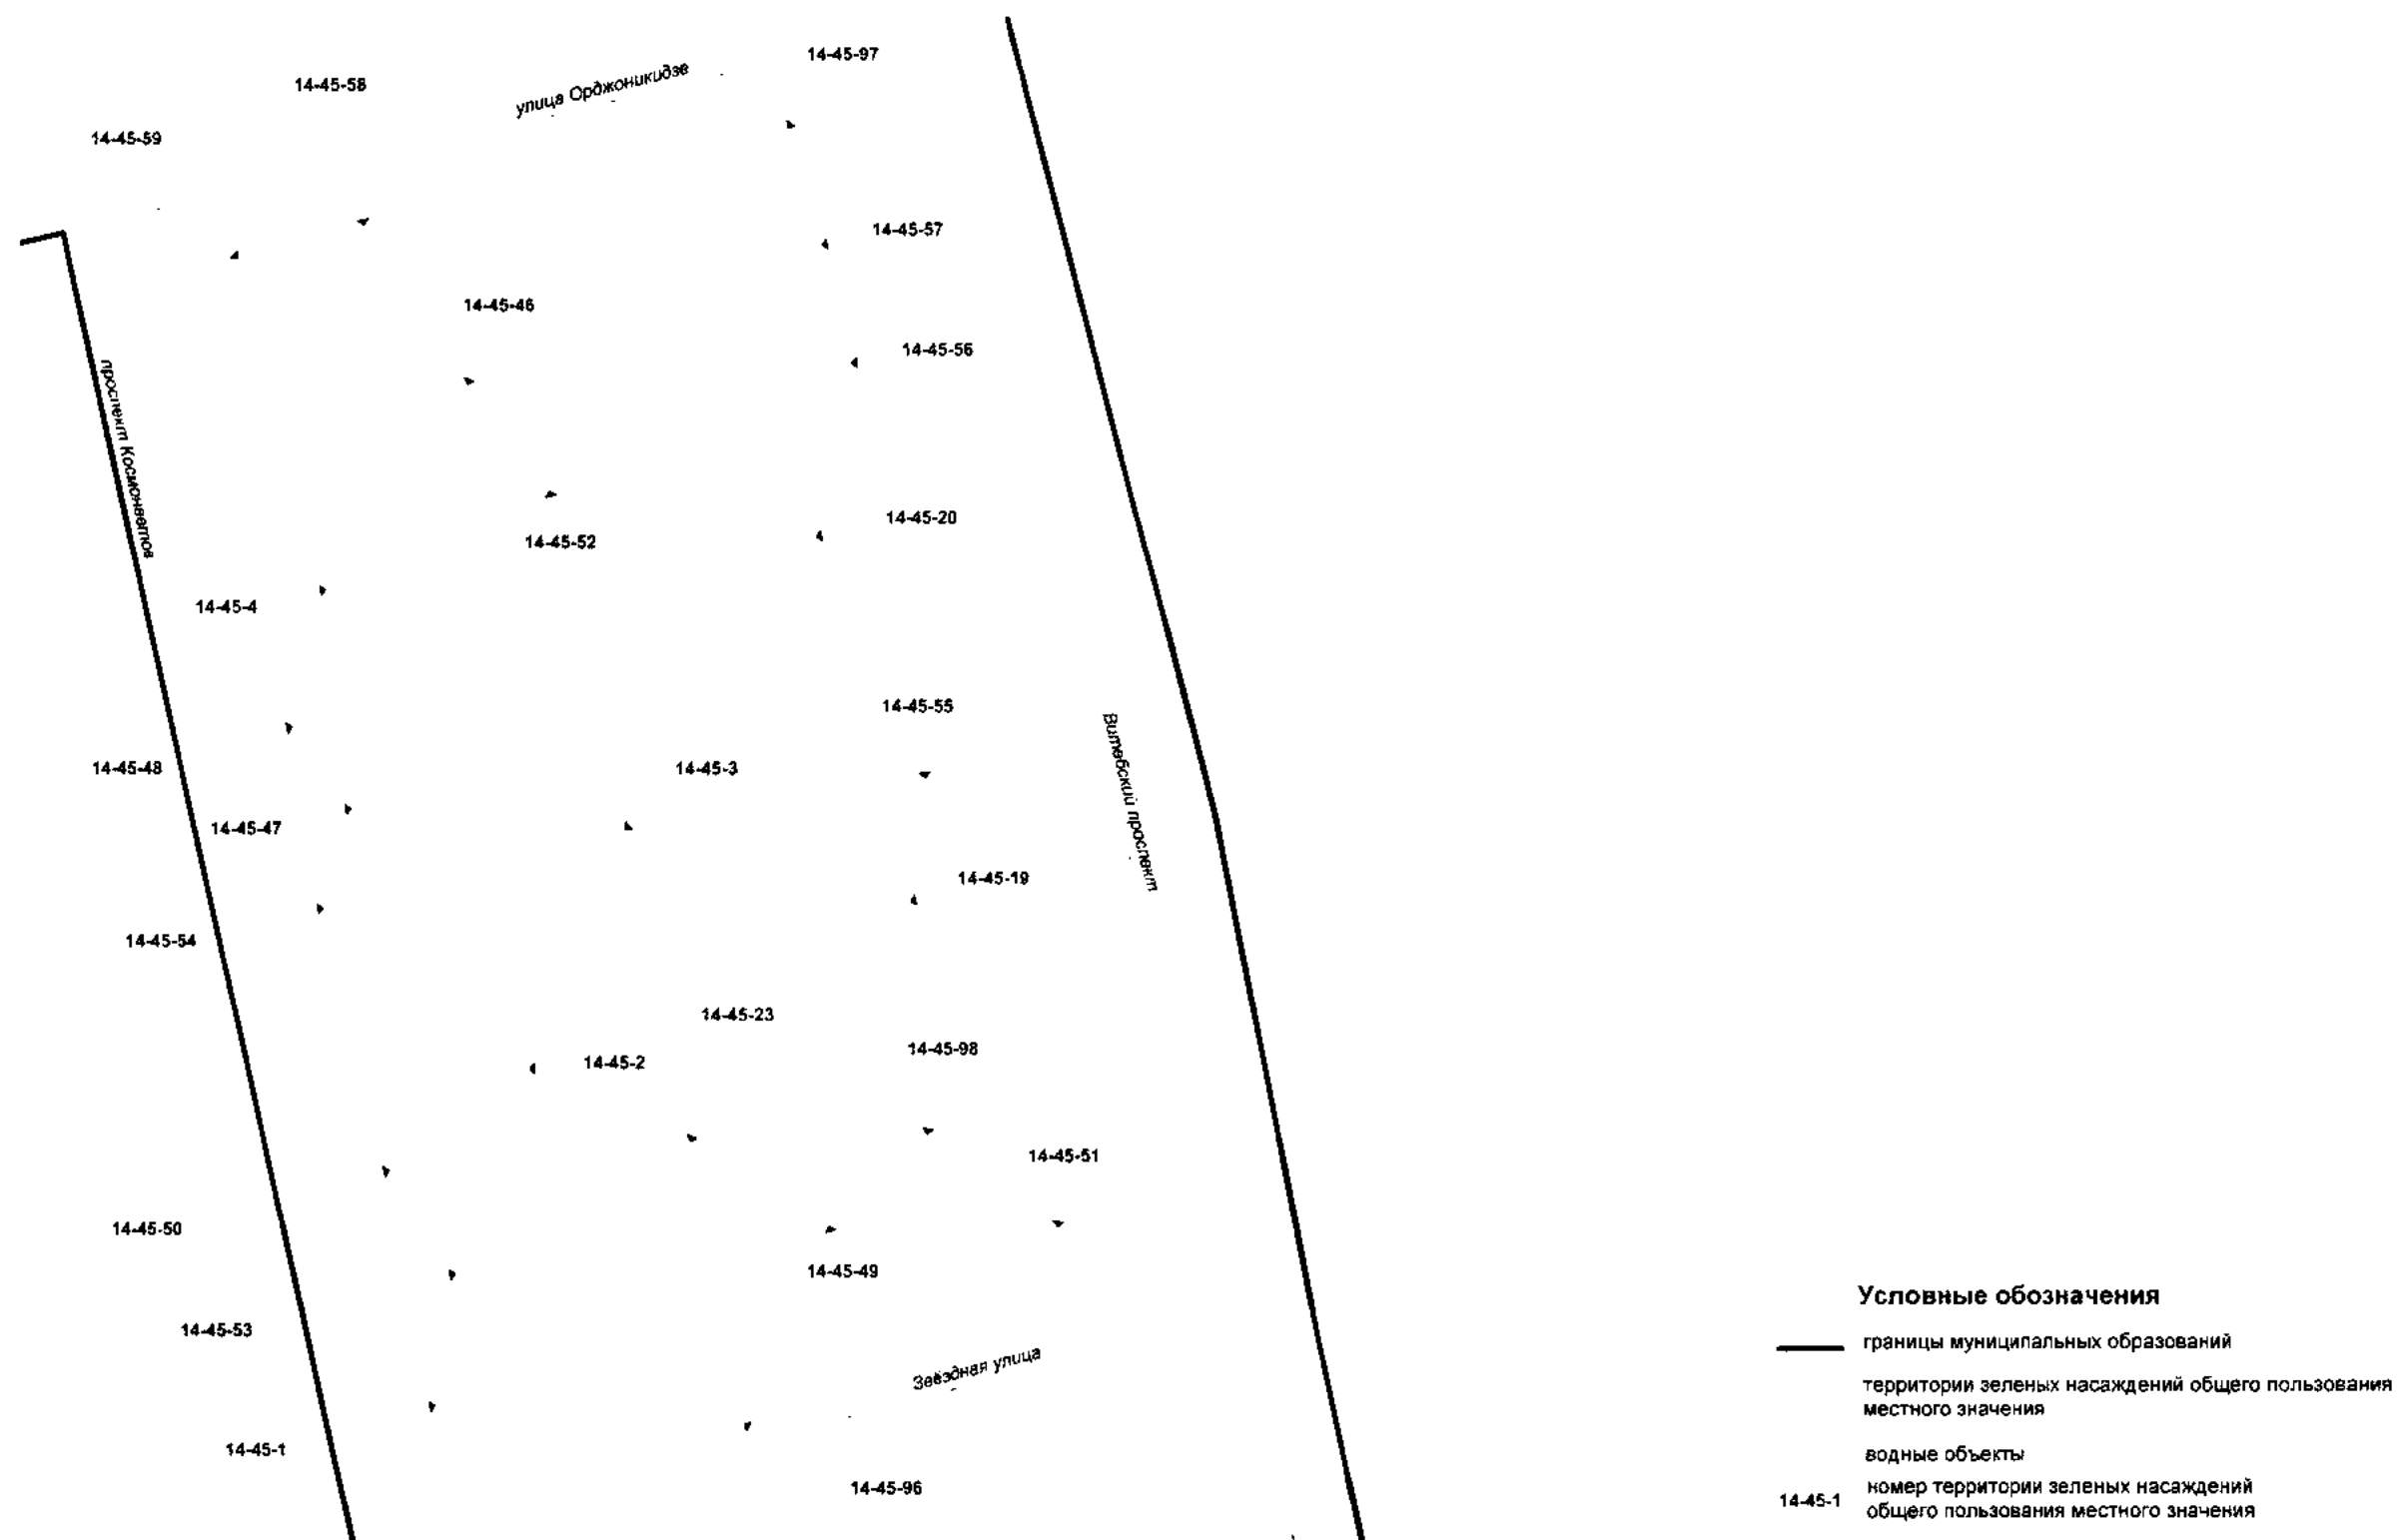 14-45-97
14-45-58
улица Орджоникидзе
14-45-59
14-45-57
14-45-46
14-45-56
проспект Космонавтов
14-45-20
14-45-52
14-45-4
14-45-55
Витебский проспект
14-45-48
14-45-3
14-45-47
14-45-19
14-45-54
14-45-23
14-45-98
14-45-2
14-45-51
14-45-50
14-45-49
14-45-53
Звёздная улица
14-45-1
14-45-96
Условные обозначения
границы муниципальных образований
территории зеленых насаждений общего пользования
местного значения
водные объекты
14-45-1
номер территории зеленых насаждений
общего пользования местного значения